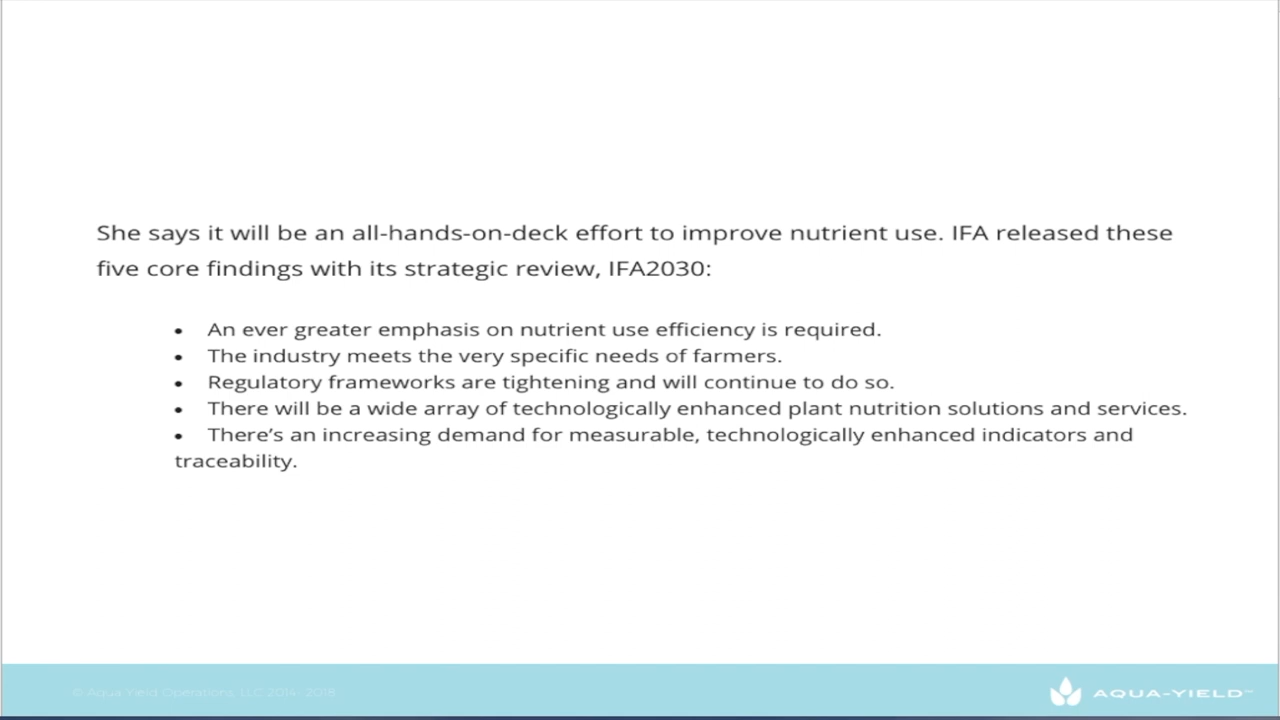 She says it will be an all-hands-on-deck effort to improve nutrient use. IFA released these
five core findings with its strategic review, IFA2030:
• An ever greater emphasis on nutrient use efficiency is required.
• The industry meets the very specific needs of farmers.
• Regulatory frameworks are tightening and will continue to do so.
• There will be a wide array of technologically enhanced plant nutrition solutions and services.
• There’s an increasing demand for measurable, technologically enhanced indicators and
traceability.
© Aqua Yield Operations, LLC 2014-2018
AQUA-YIELD™